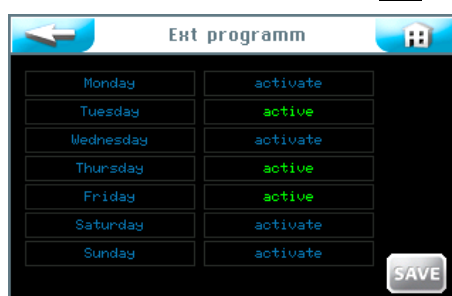 Ext programm
Monday activate
Tuesday active
Wednesday activate
Thursday active
Friday active
Saturday activate
Sunday activate
SAVE